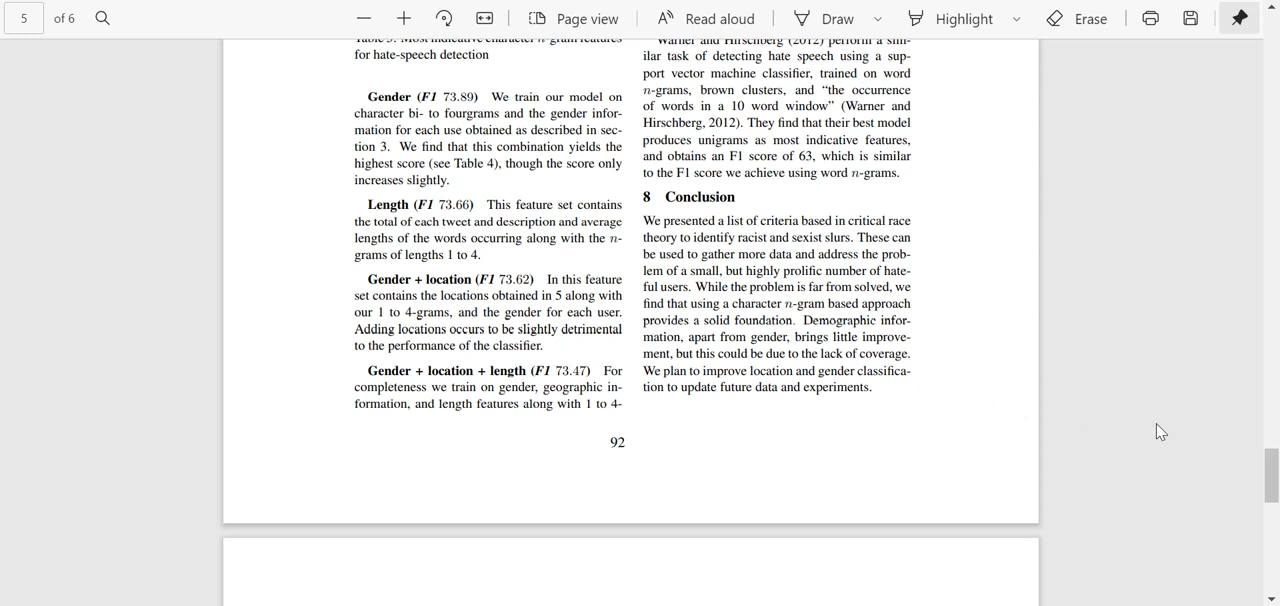 5 of 6 Page view Read aloud Draw Highlight Erase
Table 5: Most indicative character n-gram features
for hate-speech detection
Gender (F1 73.89) We train our model on
character bi- to fourgrams and the gender infor-
mation for each use obtained as described in sec-
tion 3. We find that this combination yields the
highest score (see Table 4), though the score only
increases slightly.
Length (F1 73.66) This feature set contains
the total of each tweet and description and average
lengths of the words occurring along with the n-
grams of lengths 1 to 4.
Gender + location (F1 73.62) In this feature
set contains the locations obtained in 5 along with
our 1 to 4-grams, and the gender for each user.
Adding locations occurs to be slightly detrimental
to the performance of the classifier.
Gender + location + length (F1 73.47) For
completeness we train on gender, geographic in-
formation, and length features along with 1 to 4-
Warner and Hirschberg (2012) perform a sim-
ilar task of detecting hate speech using a sup-
port vector machine classifier, trained on word
n-grams, brown clusters, and “the occurrence
of words in a 10 word window” (Warner and
Hirschberg, 2012). They find that their best model
produces unigrams as most indicative features,
and obtains an F1 score of 63, which is similar
to the F1 score we achieve using word n-grams.
8 Conclusion
We presented a list of criteria based in critical race
theory to identify racist and sexist slurs. These can
be used to gather more data and address the prob-
lem of a small, but highly prolific number of hate-
ful users. While the problem is far from solved, we
find that using a character n-gram based approach
provides a solid foundation. Demographic infor-
mation, apart from gender, brings little improve-
ment, but this could be due to the lack of coverage.
We plan to improve location and gender classifica-
tion to update future data and experiments.
92